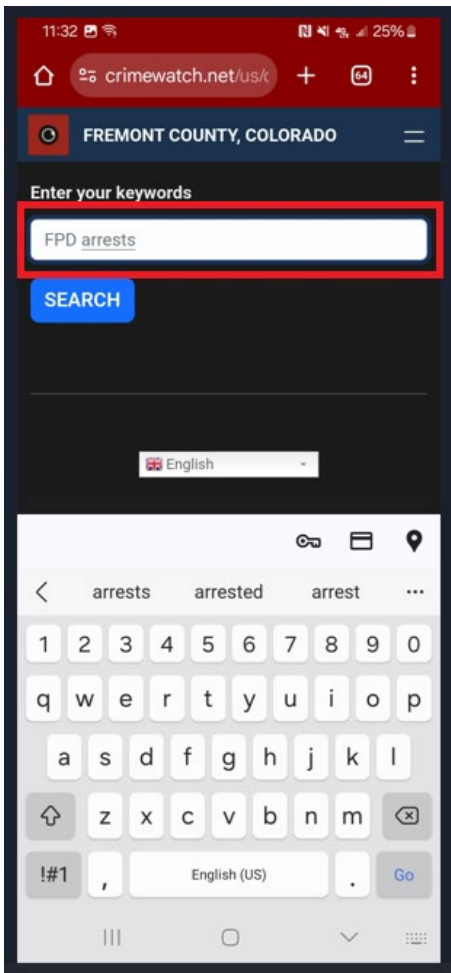 11:32 25%
crimewatch.net/us/c 64
FREMONT COUNTY, COLORADO
Enter your keywords
FPD arrests
SEARCH
English
arrests arrested arrest ...
1 2 3 4 5 6 7 8 9 0
q w e r t y u i o p
a s d f g h j k l
z x c v b n m
!#1 , English (US) . Go